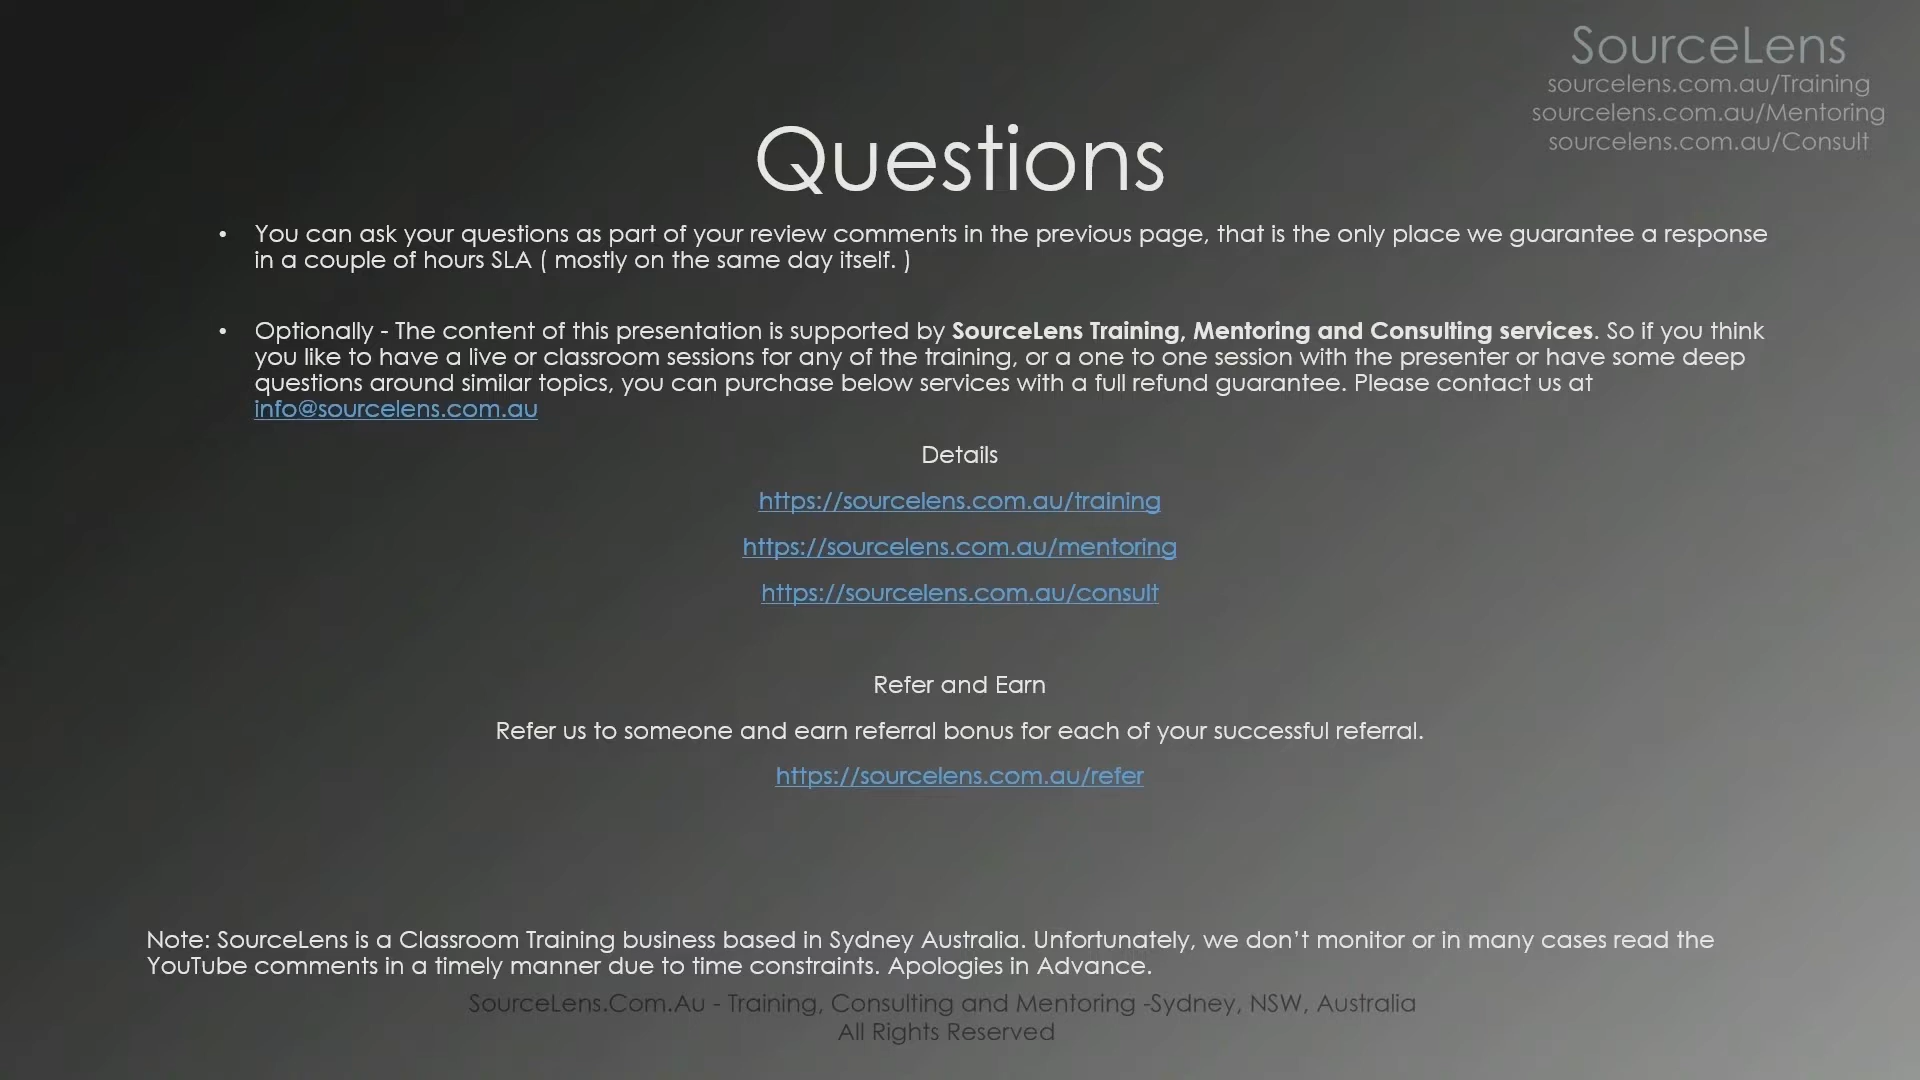 SourceLens
sourcelens.com.au/Training
sourcelens.com.au/Mentoring
sourcelens.com.au/Consult
Questions
• You can ask your questions as part of your review comments in the previous page, that is the only place we guarantee a response
in a couple of hours SLA ( mostly on the same day itself. )
• Optionally - The content of this presentation is supported by SourceLens Training, Mentoring and Consulting services. So if you think
you like to have a live or classroom sessions for any of the training, or a one to one session with the presenter or have some deep
questions around similar topics, you can purchase below services with a full refund guarantee. Please contact us at
info@sourcelens.com.au
Details
https://sourcelens.com.au/training
https://sourcelens.com.au/mentoring
https://sourcelens.com.au/consult
Refer and Earn
Refer us to someone and earn referral bonus for each of your successful referral.
https://sourcelens.com.au/refer
Note: SourceLens is a Classroom Training business based in Sydney Australia. Unfortunately, we don’t monitor or in many cases read the
YouTube comments in a timely manner due to time constraints. Apologies in Advance.
SourceLens.Com.Au - Training, Consulting and Mentoring -Sydney, NSW, Australia
All Rights Reserved